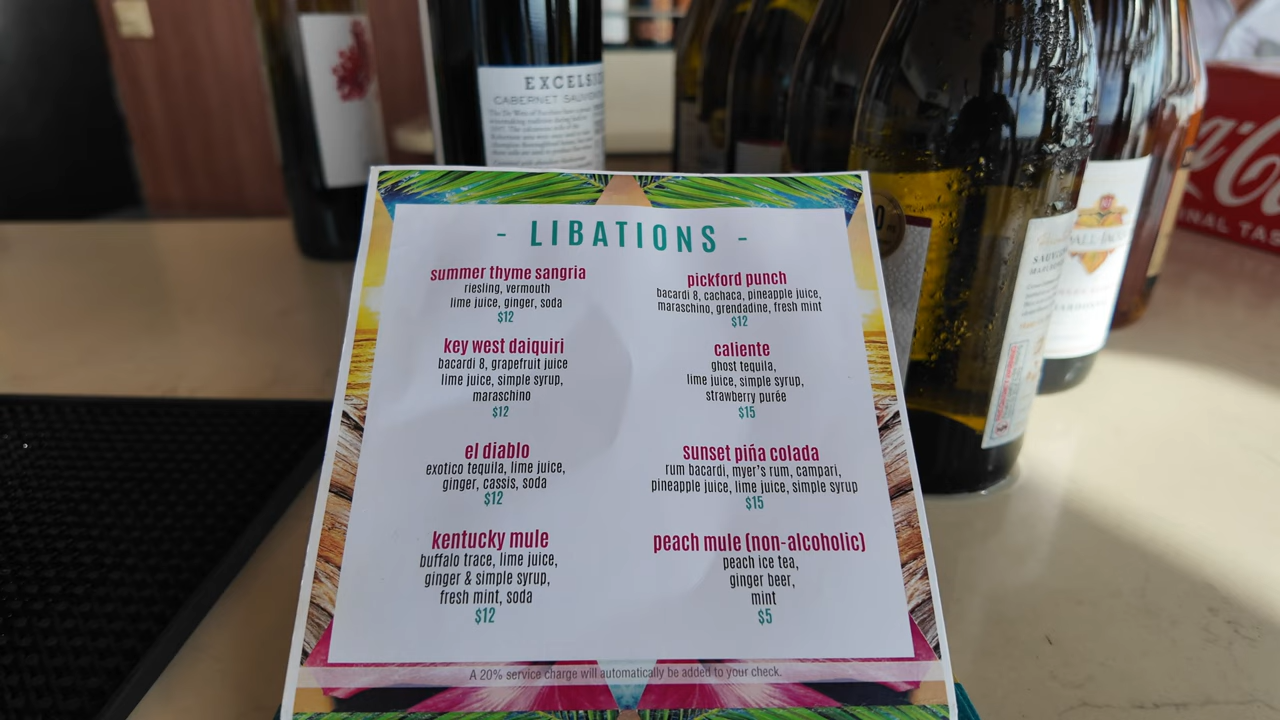 EXCELS
CABERNET SAUV
- LIBATIONS -
summer thyme sangria
riesling, vermouth
lime juice, ginger, soda
$12
key west daiquiri
bacardi 8, grapefruit juice
lime juice, simple syrup,
maraschino
$12
el diablo
exotico tequila, lime juice,
ginger, cassis, soda
$12
kentucky mule
buffalo trace, lime juice,
ginger & simple syrup,
fresh mint, soda
$12
pickford punch
bacardi 8, cachaca, pineapple juice,
maraschino, grendadine, fresh mint
$12
caliente
ghost tequila,
lime juice, simple syrup,
strawberry purée
$15
sunset piña colada
rum bacardi, myer's rum, campari,
pineapple juice, lime juice, simple syrup
$15
peach mule (non-alcoholic)
peach ice tea,
ginger beer,
mint
$5
A 20% service charge will automatically be added to your check.